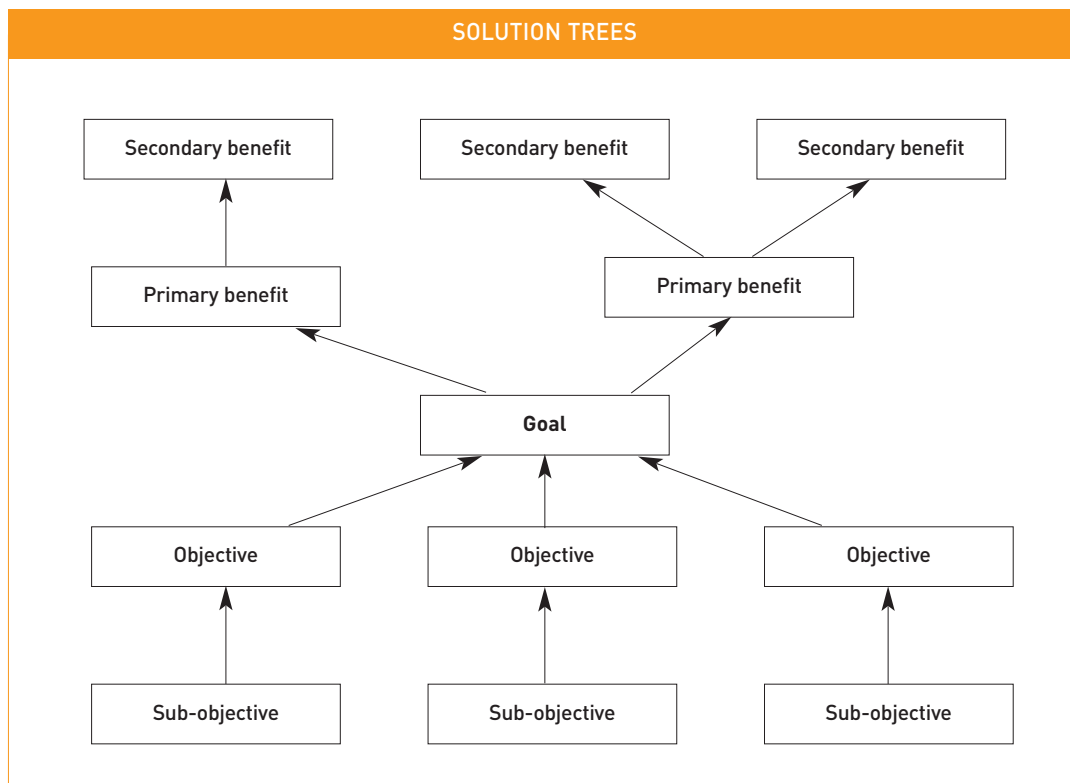 SOLUTION TREES
Secondary benefit
Secondary benefit
Secondary benefit
Primary benefit
Primary benefit
Goal
Objective
Objective
Objective
Sub-objective
Sub-objective
Sub-objective